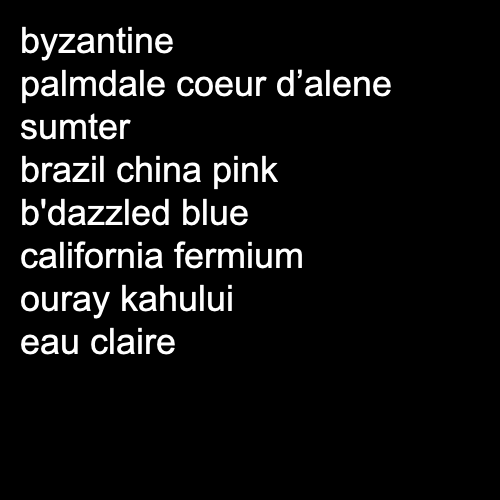 byzantine
palmdale coeur d’alene
sumter
brazil china pink
b'dazzled blue
california fermium
ouray kahului
eau claire